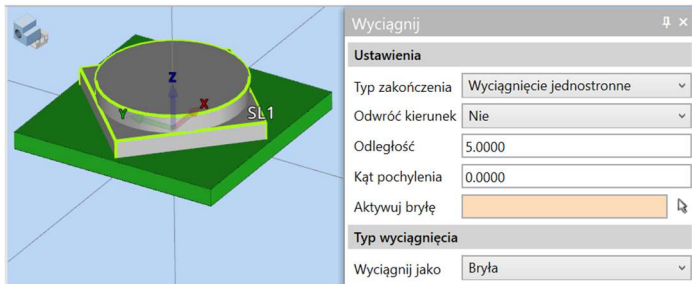 Wyciągnij
Ustawienia
Typ zakończenia Wyciągnięcie jednostronne
Odwróć kierunek Nie
Odległość 5.0000
Kąt pochylenia 0.0000
Aktywuj bryłę
Typ wyciągnięcia
Wyciągnij jako Bryła
Z
X
Y
SL1